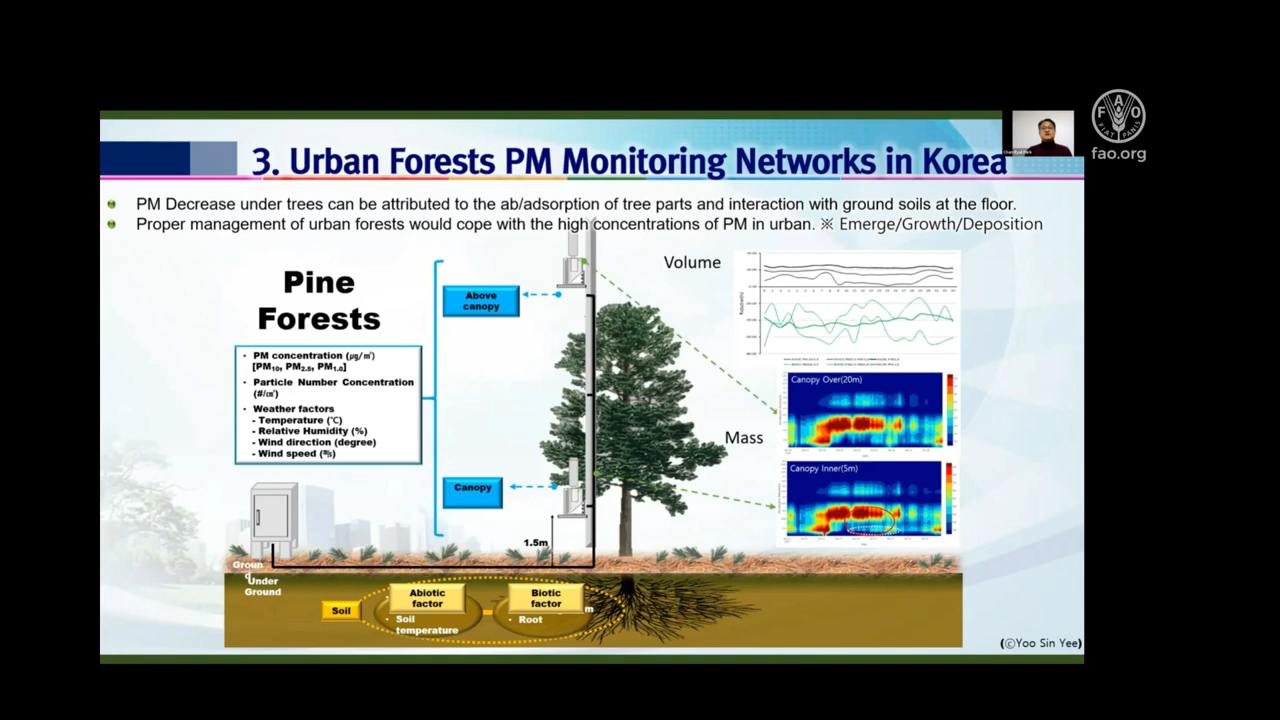 3. Urban Forests PM Monitoring Networks in Korea
FAO
FIAT PANIS
fao.org
PM Decrease under trees can be attributed to the ab/adsorption of tree parts and interaction with ground soils at the floor.
Proper management of urban forests would cope with the high concentrations of PM in urban. ※ Emerge/Growth/Deposition
Pine
Forests
· PM concentration (㎍/㎥)
[PM10, PM2.5, PM1.0]
· Particle Number Concentration
(#/㎤)
· Weather factors
- Temperature (℃)
- Relative Humidity (%)
- Wind direction (degree)
- Wind speed (㎧)
Above
canopy
Canopy
1.5m
Volume
Mass
Canopy Over(20m)
Canopy Inner(5m)
Groun
d
Under
Ground
Soil
Abiotic
factor
• Soil
temperature
Biotic
factor
• Root
m
(ⓒYoo Sin Yee)